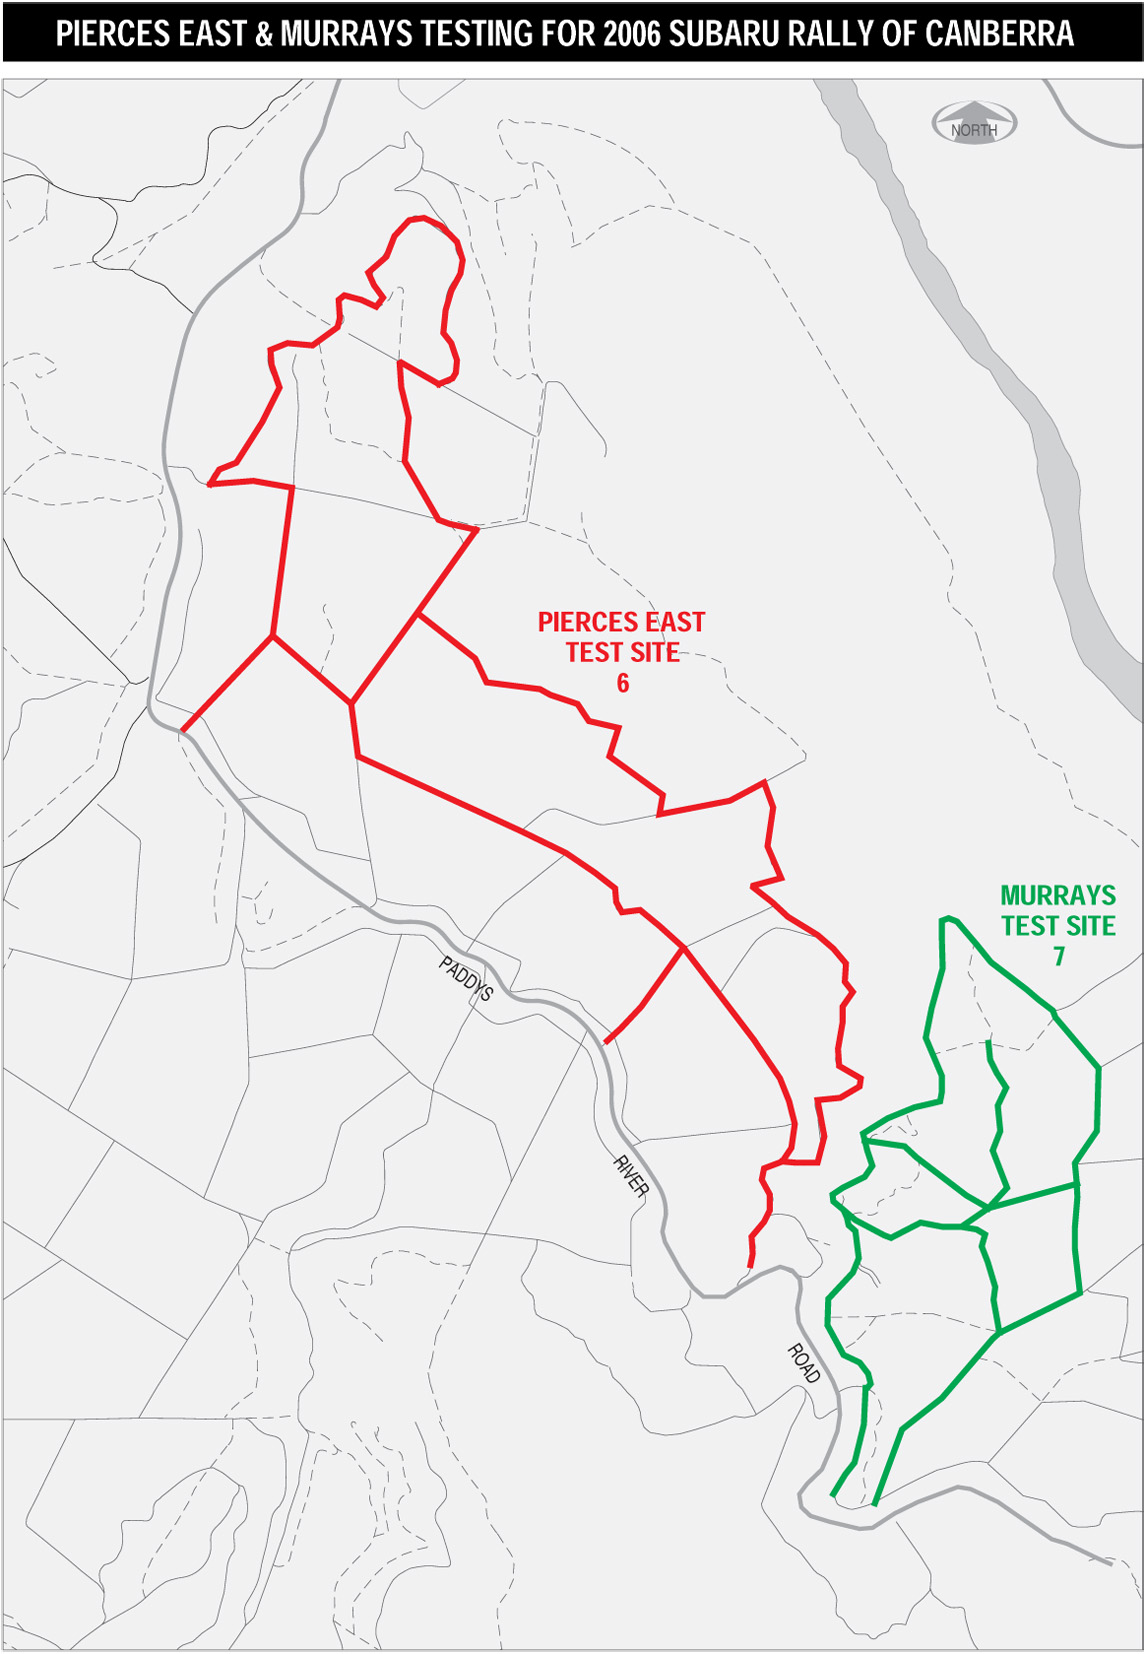 PIERCES EAST & MURRAYS TESTING FOR 2006 SUBARU RALLY OF CANBERRA
NORTH
PIERCES EAST
TEST SITE
6
MURRAYS
TEST SITE
7
PADDYS
RIVER
ROAD